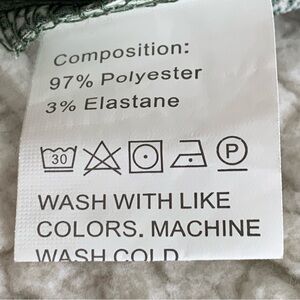 Composition:
97% Polyester
3% Elastane
30 P
WASH WITH LIKE
COLORS. MACHINE
WASH COLD